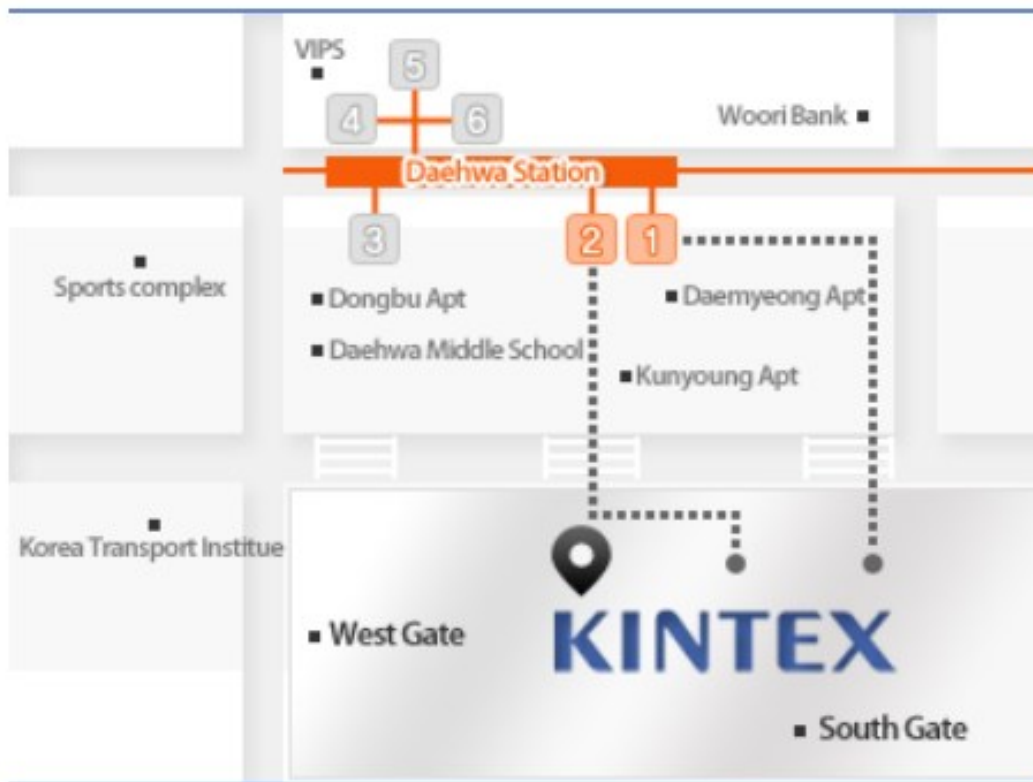 VIPS
5
4
6
Woori Bank
Daehwa Station
3
2
1
Sports complex
Dongbu Apt
Daemyeong Apt
Daehwa Middle School
Kunyoung Apt
Korea Transport Institue
West Gate
KINTEX
South Gate